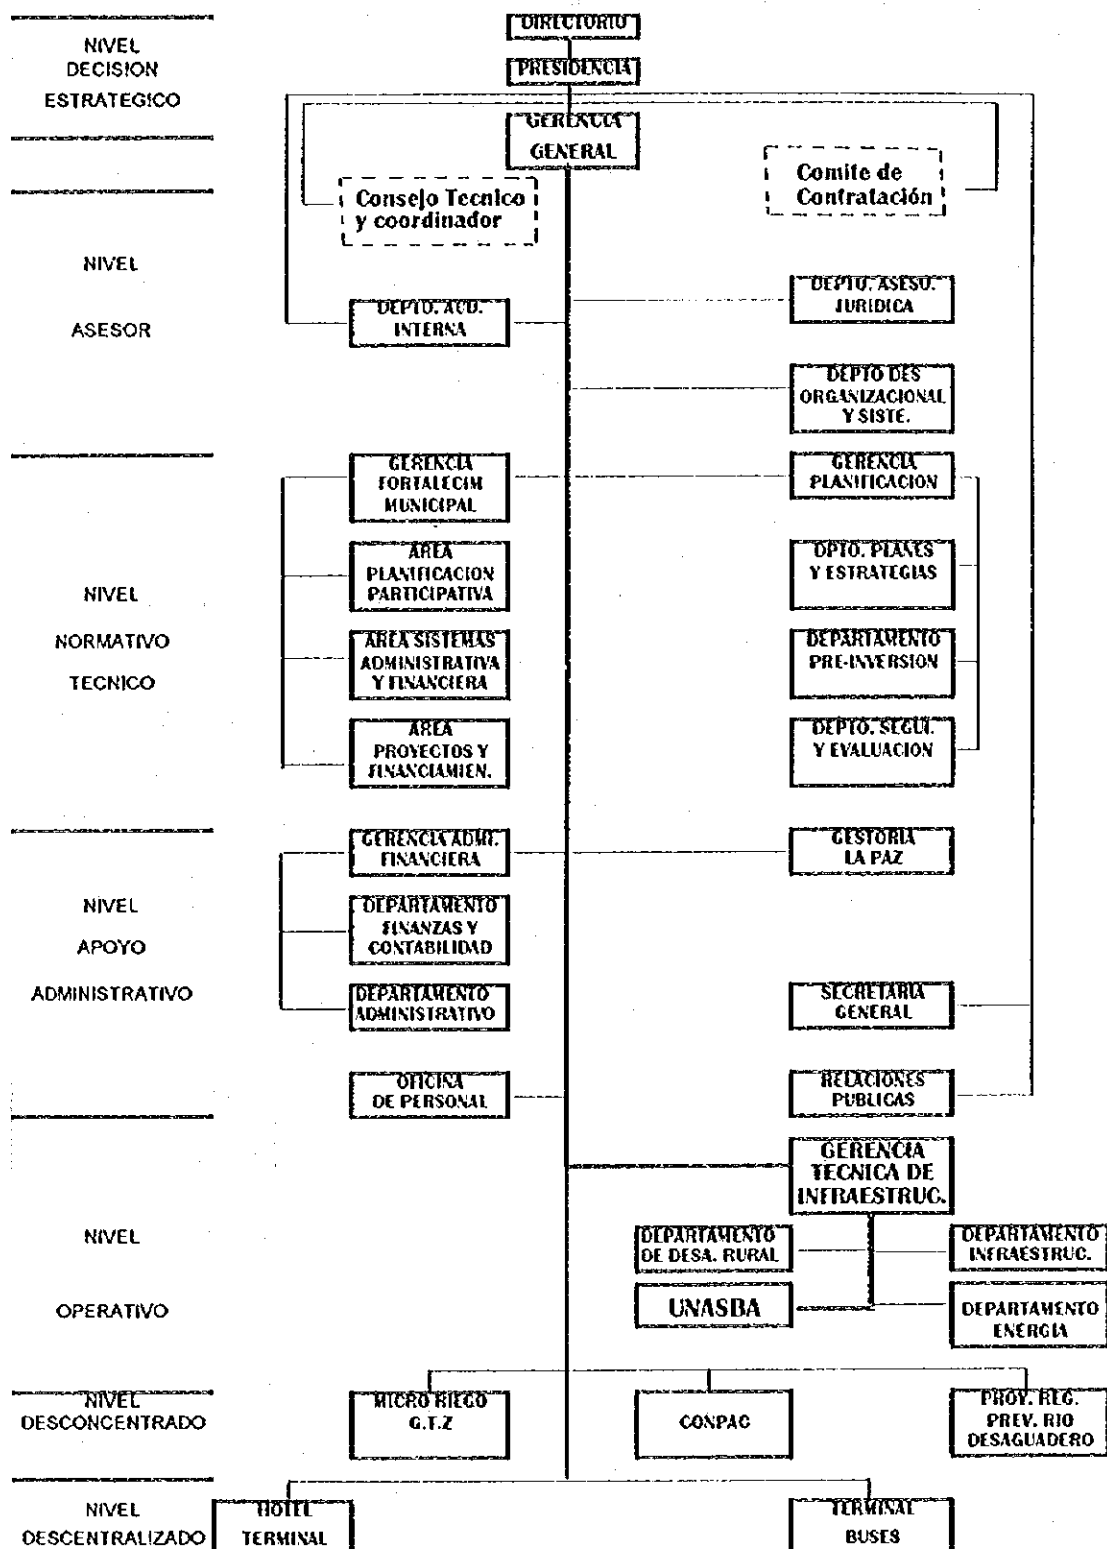 DIRECTORIO
NIVEL
DECISION
ESTRATEGICO
PRESIDENCIA
GERENCIA
GENERAL
Consejo Tecnico
y coordinador
Comite de
Contratación
NIVEL
ASESOR
DEPTO. AUD.
INTERNA
DEPTO. ASESO.
JURIDICA
DEPTO DES
ORGANIZACIONAL
Y SISTE.
NIVEL
NORMATIVO
TECNICO
GERENCIA
FORTALECIM
MUNICIPAL
GERENCIA
PLANIFICACION
AREA
PLANIFICACION
PARTICIPATIVA
DPTO. PLANES
Y ESTRATEGIAS
AREA SISTEMAS
ADMINISTRATIVA
Y FINANCIERA
DEPARTAMENTO
PRE-INVERSION
AREA
PROYECTOS Y
FINANCIAMIEN.
DEPTO. SEGUI.
Y EVALUACION
NIVEL
APOYO
ADMINISTRATIVO
GERENCIA ADMI.
FINANCIERA
GESTORIA
LA PAZ
DEPARTAMENTO
FINANZAS Y
CONTABILIDAD
DEPARTAMENTO
ADMINISTRATIVO
SECRETARIA
GENERAL
OFICINA
DE PERSONAL
RELACIONES
PUBLICAS
NIVEL
OPERATIVO
GERENCIA
TECNICA DE
INFRAESTRUC.
DEPARTAMENTO
DE DESA. RURAL
DEPARTAMENTO
INFRAESTRUC.
UNASBA
DEPARTAMENTO
ENERGIA
NIVEL
DESCONCENTRADO
MICRO RIEGO
G.T.Z
CONPAC
PROY. REG.
PREV. RIO
DESAGUADERO
NIVEL
DESCENTRALIZADO
HOTEL
TERMINAL
TERMINAL
BUSES